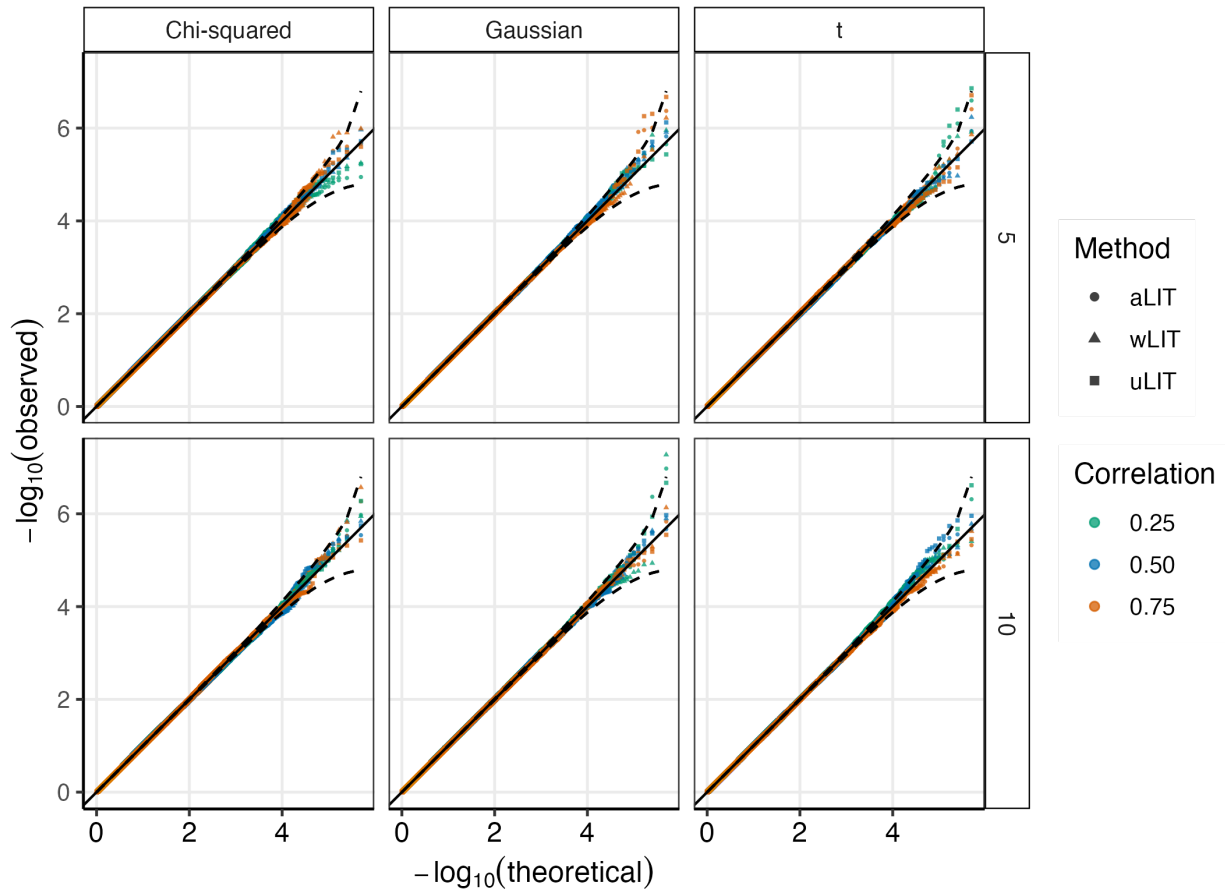 Chi-squared
Gaussian
t
6
4
2
0
5
6
4
2
0
10
0
2
4
0
2
4
0
2
4
−log10(observed)
−log10(theoretical)
Method
aLIT
wLIT
uLIT
Correlation
0.25
0.50
0.75